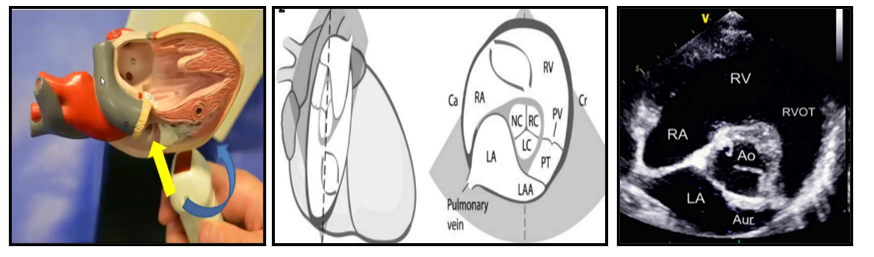 RV
RA
Ca
Cr
NC
RC
PV
LC
LA
PT
LAA
Pulmonary
vein
V
RV
RVOT
RA
Ao
LA
Aur